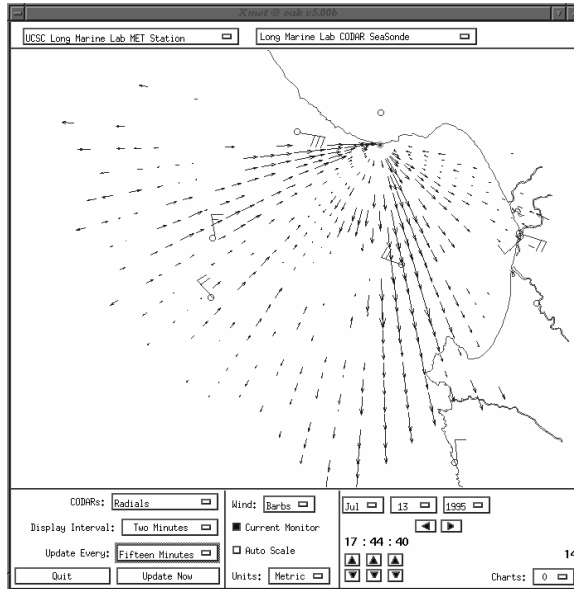 Xmet @ oak v5.00b
UCSC Long Marine Lab MET Station
Long Marine Lab CODAR SeaSonde
CODARs: Radials
Display Interval: Two Minutes
Update Every: Fifteen Minutes
Quit
Update Now
Wind: Barbs
Current Monitor
Auto Scale
Units: Metric
Jul
13
1995
17 : 44 : 40
14
Charts: 0